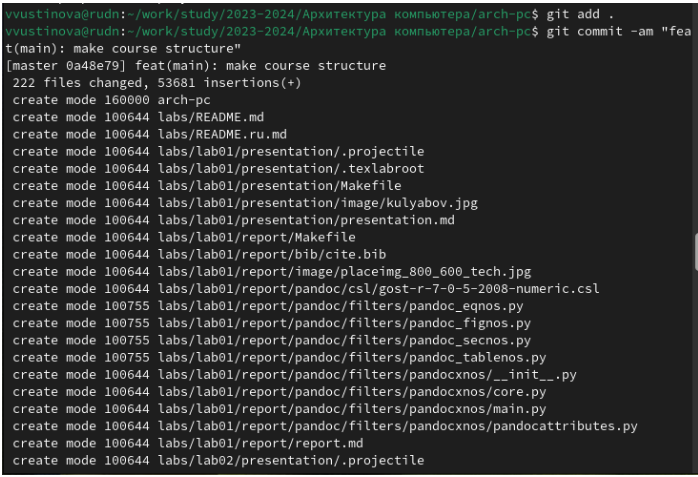 vvustinova@rudn:~/work/study/2023-2024/Архитектура компьютера/arch-pc$ git add .
vvustinova@rudn:~/work/study/2023-2024/Архитектура компьютера/arch-pc$ git commit -am "fea
t(main): make course structure"
[master 0a48e79] feat(main): make course structure
222 files changed, 53681 insertions(+)
create mode 160000 arch-pc
create mode 100644 labs/README.md
create mode 100644 labs/README.ru.md
create mode 100644 labs/lab01/presentation/.projectile
create mode 100644 labs/lab01/presentation/.texlabroot
create mode 100644 labs/lab01/presentation/Makefile
create mode 100644 labs/lab01/presentation/image/kulyabov.jpg
create mode 100644 labs/lab01/presentation/presentation.md
create mode 100644 labs/lab01/report/Makefile
create mode 100644 labs/lab01/report/bib/cite.bib
create mode 100644 labs/lab01/report/image/placeimg_800_600_tech.jpg
create mode 100644 labs/lab01/report/pandoc/csl/gost-r-7-0-5-2008-numeric.csl
create mode 100755 labs/lab01/report/pandoc/filters/pandoc_eqnos.py
create mode 100755 labs/lab01/report/pandoc/filters/pandoc_fignos.py
create mode 100755 labs/lab01/report/pandoc/filters/pandoc_secnos.py
create mode 100755 labs/lab01/report/pandoc/filters/pandoc_tablenos.py
create mode 100644 labs/lab01/report/pandoc/filters/pandocxnos/__init__.py
create mode 100644 labs/lab01/report/pandoc/filters/pandocxnos/core.py
create mode 100644 labs/lab01/report/pandoc/filters/pandocxnos/main.py
create mode 100644 labs/lab01/report/pandoc/filters/pandocxnos/pandocattributes.py
create mode 100644 labs/lab01/report/report.md
create mode 100644 labs/lab02/presentation/.projectile